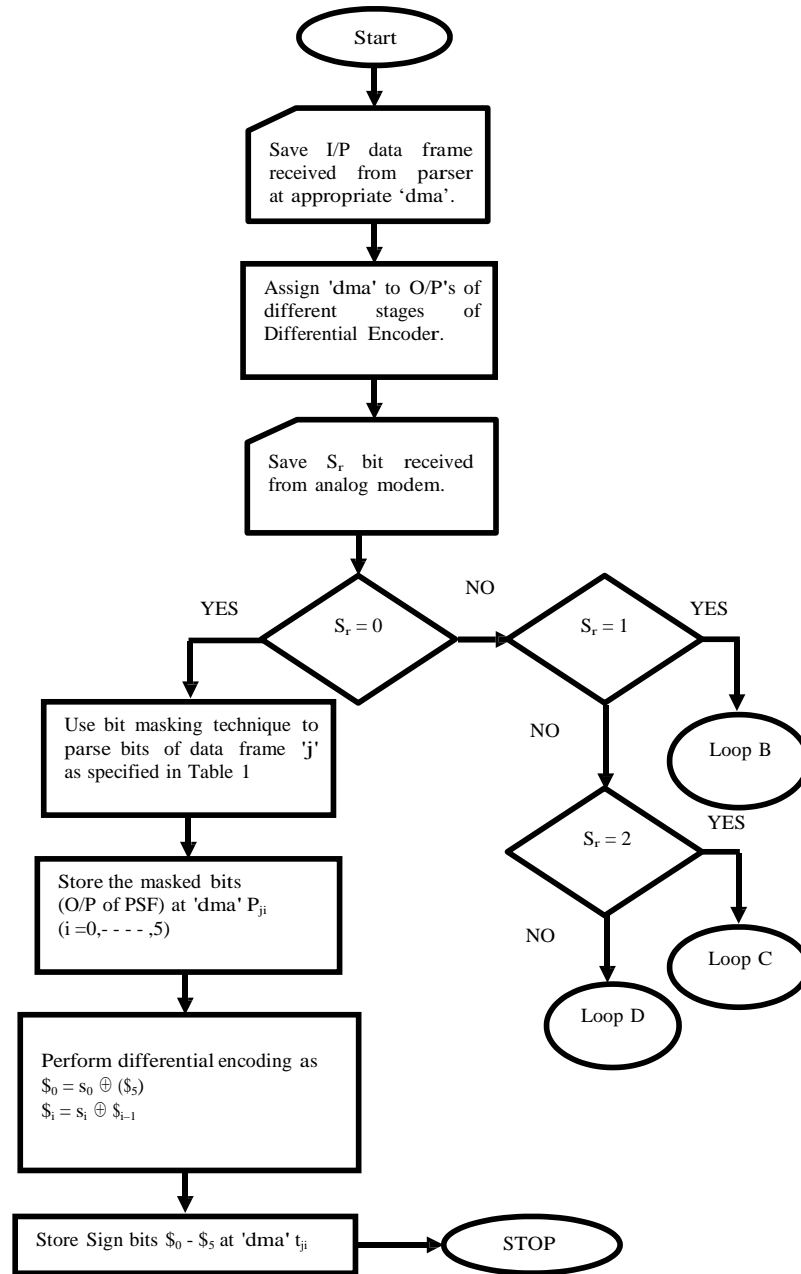 Start
Save I/P data frame
received from parser
at appropriate ‘dma’.
Assign 'dma' to O/P's of
different stages of
Differential Encoder.
Save Sᵣ bit received
from analog modem.
YES
Sᵣ = 0
NO
Sᵣ = 1
YES
Use bit masking technique to
parse bits of data frame 'j'
as specified in Table 1
NO
Loop B
Sᵣ = 2
YES
Store the masked bits
(O/P of PSF) at 'dma' Pⱼᵢ
(i =0,- - - - ,5)
NO
Loop C
Loop D
Perform differential encoding as
$₀ = s₀ ⊕ ($₅)
$ᵢ = sᵢ ⊕ $ᵢ₋₁
Store Sign bits $₀ - $₅ at 'dma' tⱼᵢ
STOP